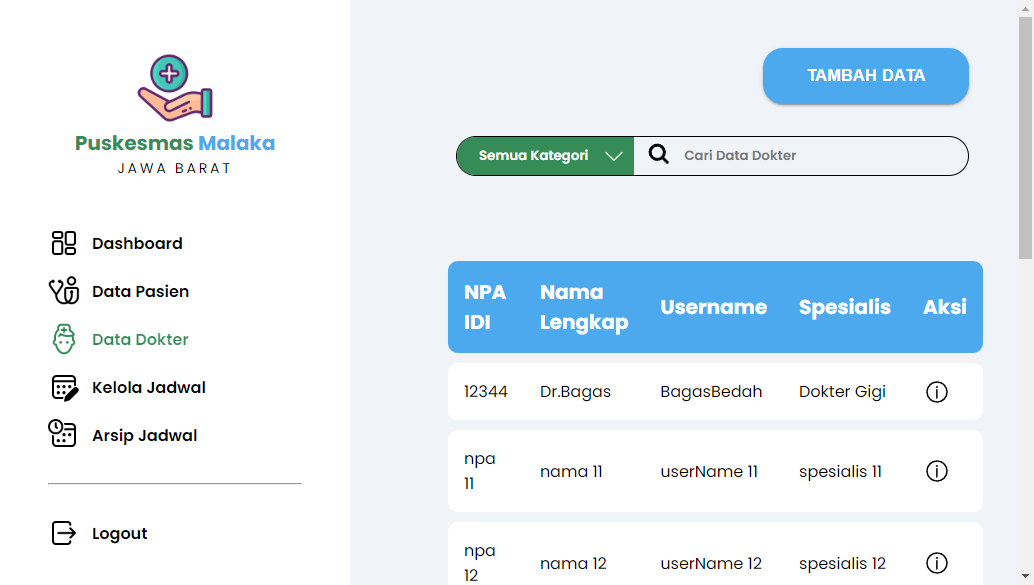 Puskesmas Malaka
JAWA BARAT
Dashboard
Data Pasien
Data Dokter
Kelola Jadwal
Arsip Jadwal
Logout
TAMBAH DATA
Semua Kategori
Cari Data Dokter
NPA IDI Nama Lengkap Username Spesialis Aksi
12344 Dr.Bagas BagasBedah Dokter Gigi
npa 11 nama 11 userName 11 spesialis 11
npa 12 nama 12 userName 12 spesialis 12